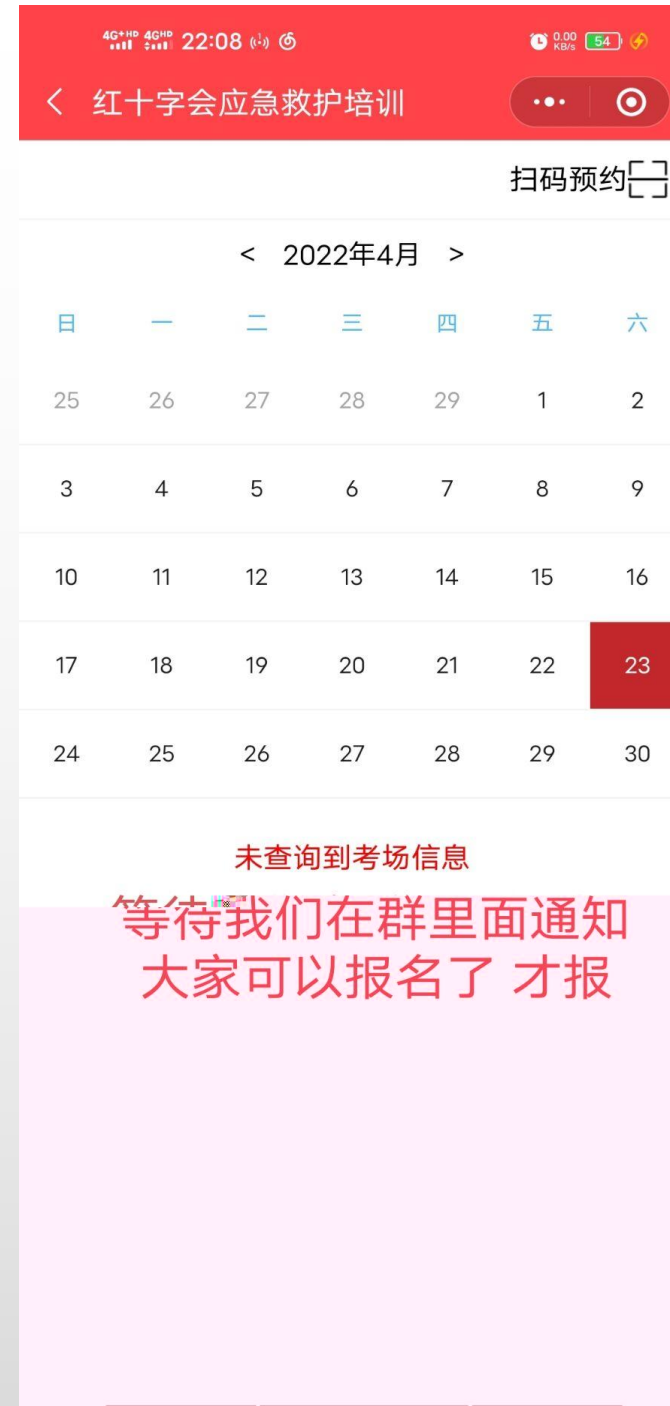 4G+HD 4GHD 22:08 0.00 KB/s 54
红十字会应急救护培训
扫码预约
< 2022年4月 >
日 一 二 三 四 五 六
25 26 27 28 29 1 2
3 4 5 6 7 8 9
10 11 12 13 14 15 16
17 18 19 20 21 22 23
24 25 26 27 28 29 30
未查询到考场信息
等待我们在群里面通知
大家可以报名了 才报